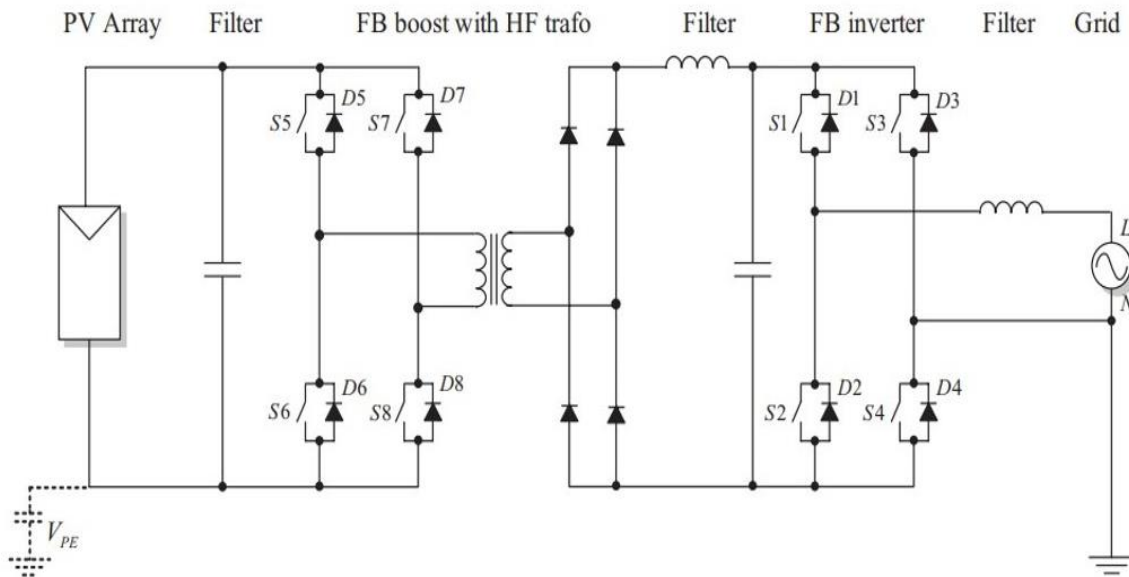 PV Array Filter FB boost with HF trafo Filter FB inverter Filter Grid
D5 D7 D1 D3
S5 S7 S1 S3
L
N
D6 D8 D2 D4
S6 S8 S2 S4
V_PE